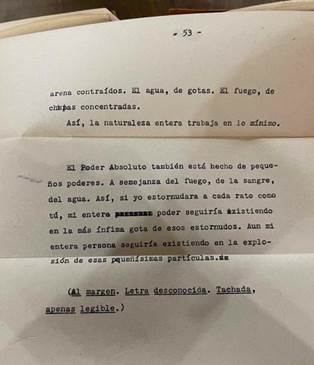 - 53 -
arena contraídos. El agua, de gotas. El fuego, de
chispas concentradas.
Así, la naturaleza entera trabaja en lo mínimo.
El Poder Absoluto también está hecho de peque-
ños poderes. A semejanza del fuego, de la sangre,
del agua. Así, si yo estornudara a cada rato como
tú, mi entero poder seguiría existiendo
en la más ínfima gota de esos estornudos. Aun mi
entera persona seguiría existiendo en la explo-
sión de esas pqueñísimas partículas.
(Al margen. Letra desconocida. Tachada,
apenas legible.)